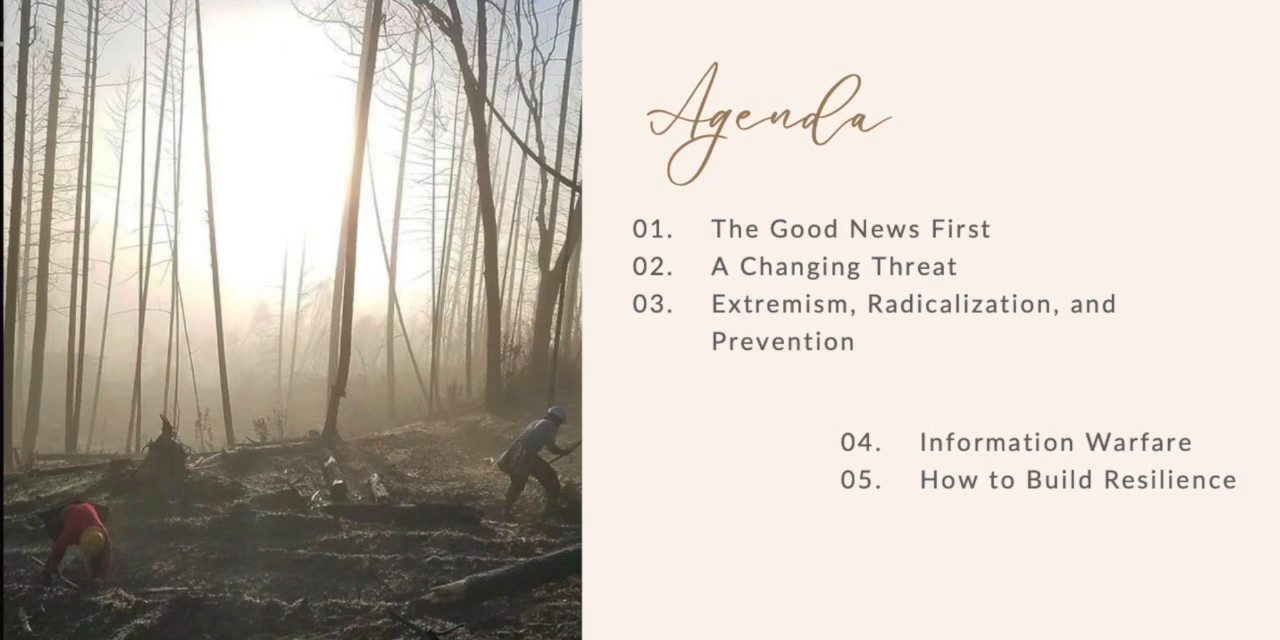 Agenda
01. The Good News First
02. A Changing Threat
03. Extremism, Radicalization, and
Prevention
04. Information Warfare
05. How to Build Resilience